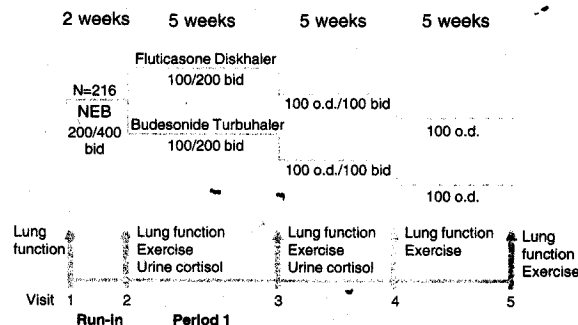 2 weeks 5 weeks 5 weeks 5 weeks
Fluticasone Diskhaler
100/200 bid
N=216
NEB
200/400
bid
Budesonide Turbuhaler
100/200 bid
100 o.d./100 bid
100 o.d.
100 o.d./100 bid
100 o.d.
Lung
function
Lung function
Exercise
Urine cortisol
Lung function
Exercise
Urine cortisol
Lung function
Exercise
Lung
function
Exercise
Visit 1 2 3 4 5
Run-in Period 1